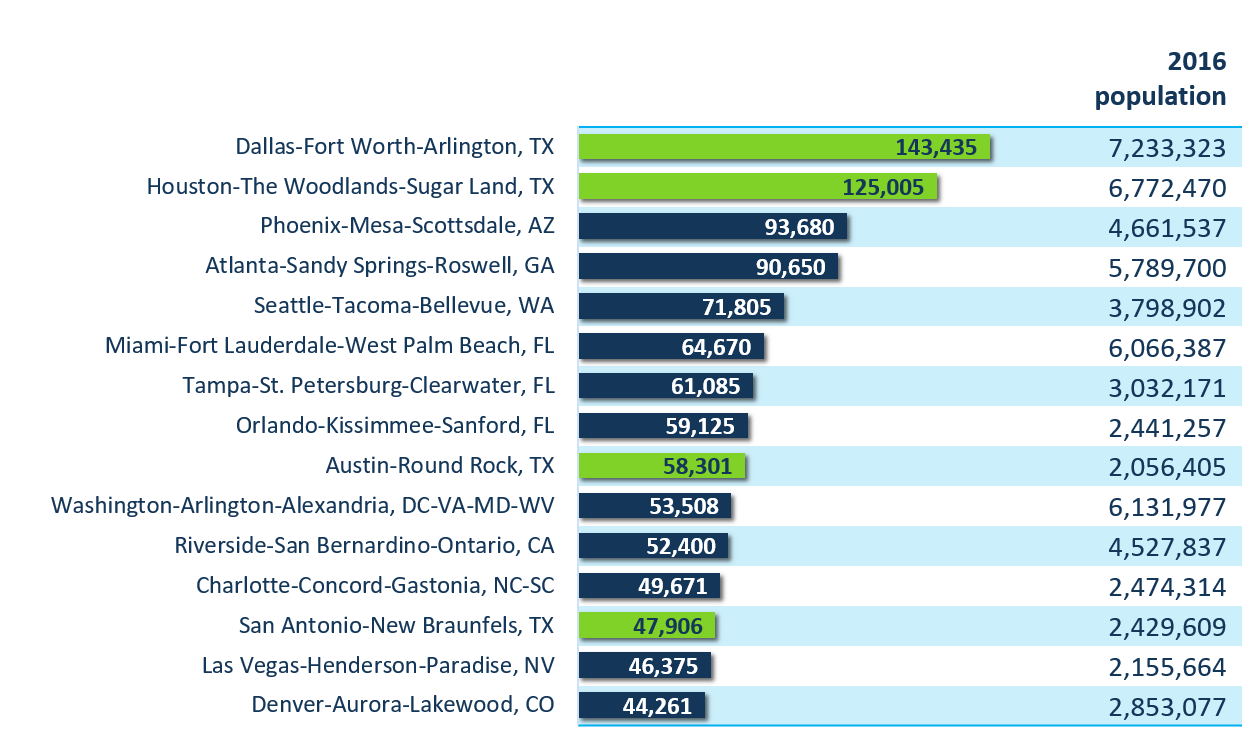 2016
population
Dallas-Fort Worth-Arlington, TX 143,435 7,233,323
Houston-The Woodlands-Sugar Land, TX 125,005 6,772,470
Phoenix-Mesa-Scottsdale, AZ 93,680 4,661,537
Atlanta-Sandy Springs-Roswell, GA 90,650 5,789,700
Seattle-Tacoma-Bellevue, WA 71,805 3,798,902
Miami-Fort Lauderdale-West Palm Beach, FL 64,670 6,066,387
Tampa-St. Petersburg-Clearwater, FL 61,085 3,032,171
Orlando-Kissimmee-Sanford, FL 59,125 2,441,257
Austin-Round Rock, TX 58,301 2,056,405
Washington-Arlington-Alexandria, DC-VA-MD-WV 53,508 6,131,977
Riverside-San Bernardino-Ontario, CA 52,400 4,527,837
Charlotte-Concord-Gastonia, NC-SC 49,671 2,474,314
San Antonio-New Braunfels, TX 47,906 2,429,609
Las Vegas-Henderson-Paradise, NV 46,375 2,155,664
Denver-Aurora-Lakewood, CO 44,261 2,853,077